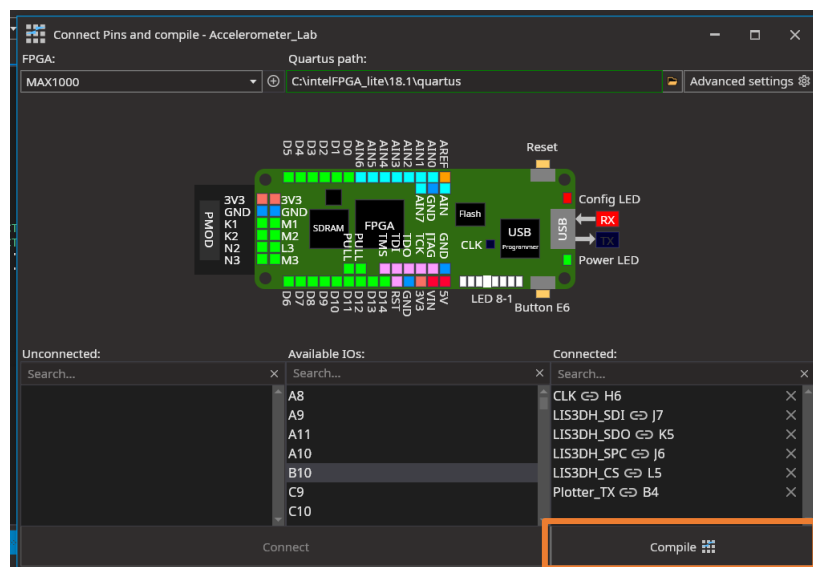 Connect Pins and compile - Accelerometer_Lab
FPGA:
Quartus path:
MAX1000
C:\intelFPGA_lite\18.1\quartus
Advanced settings
D5
D4
D3
D2
D1
D0
AIN6
AIN5
AIN4
AIN3
AIN2
AIN1
AIN0
AREF
Reset
AIN7
GND
AIN
PMOD
3V3
GND
K1
K2
N2
N3
3V3
GND
M1
M2
L3
M3
SDRAM
FPGA
Flash
CLK
USB
Programmer
USB
Config LED
RX
TX
Power LED
PULL
PULL
TMS
TDI
TDO
TCK
JTAG
GND
D6
D7
D8
D9
D10
D11
D12
D13
D14
RST
GND
3V3
VIN
5V
LED 8-1
Button E6
Unconnected:
Available IOs:
Connected:
Search...
Search...
Search...
A8
A9
A11
A10
B10
C9
C10
CLK H6
LIS3DH_SDI J7
LIS3DH_SDO K5
LIS3DH_SPC J6
LIS3DH_CS L5
Plotter_TX B4
Connect
Compile